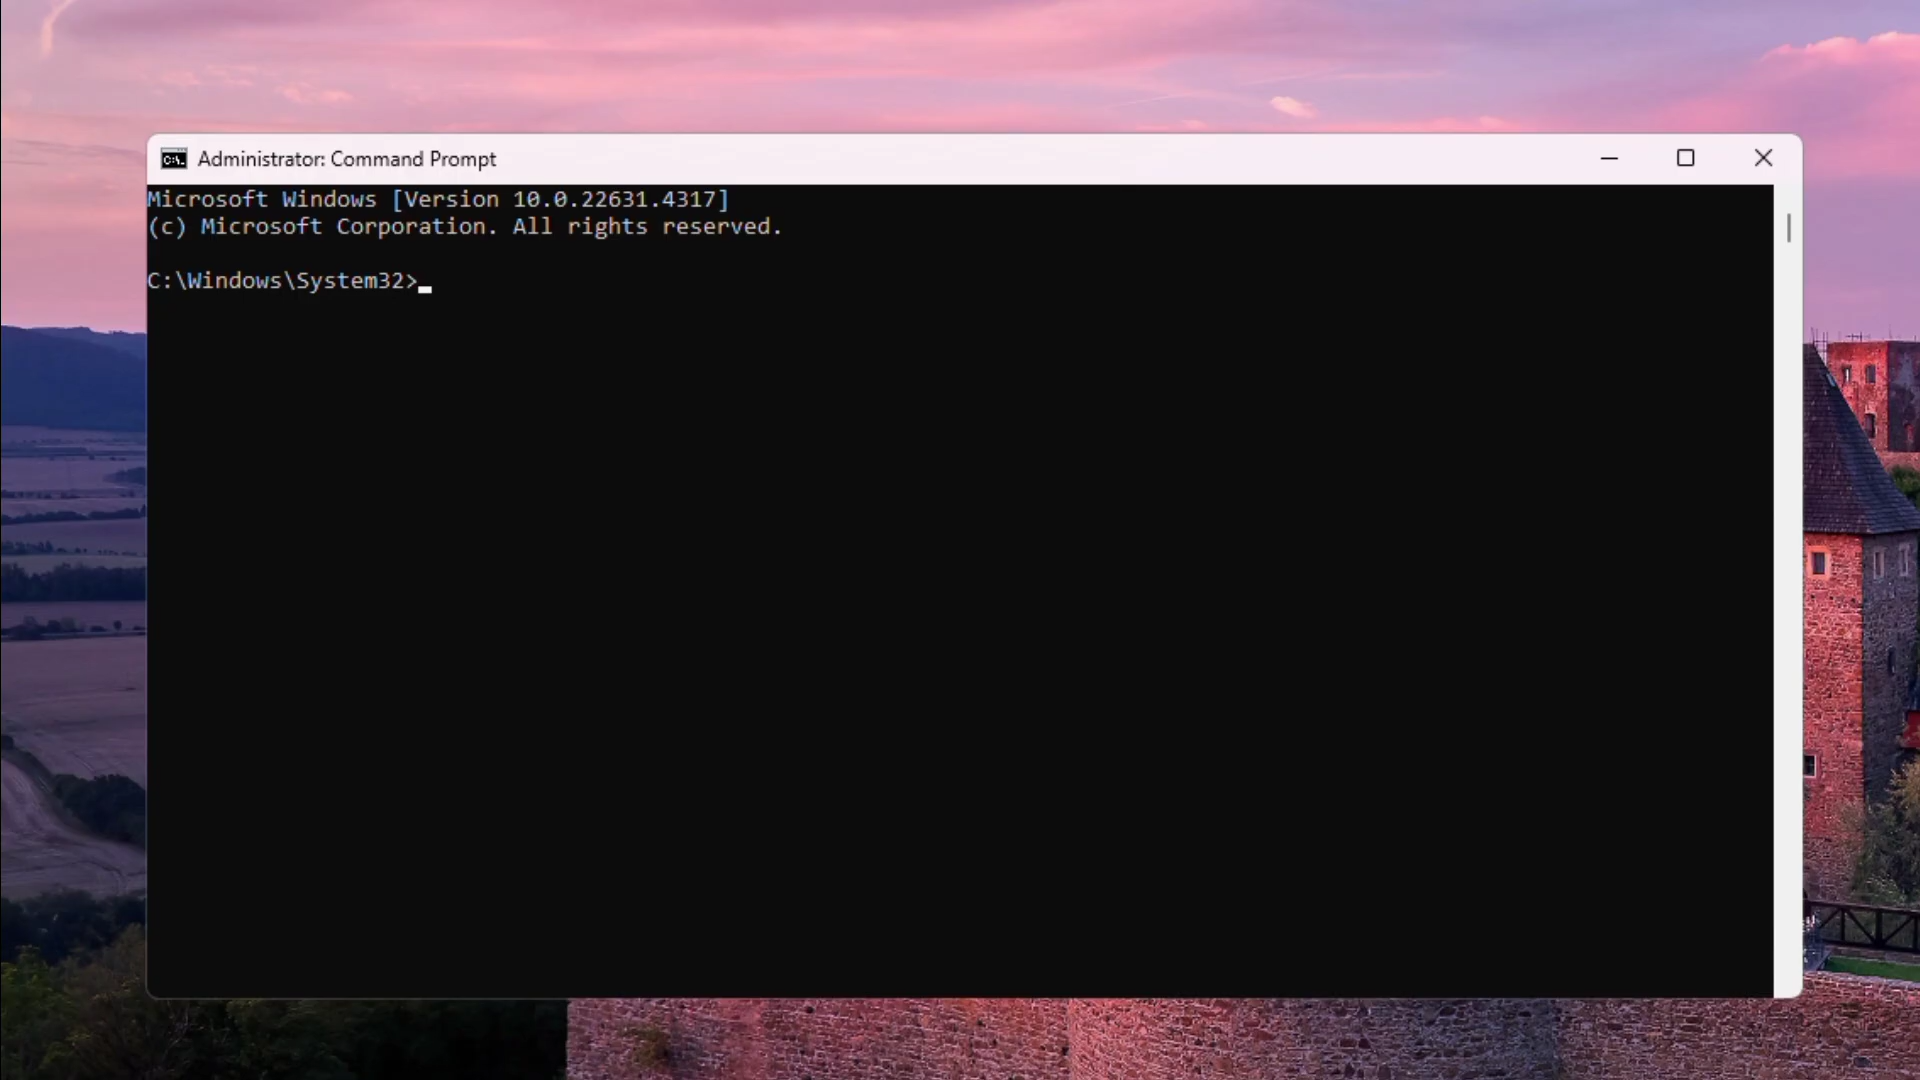 Administrator: Command Prompt
Microsoft Windows [Version 10.0.22631.4317]
(c) Microsoft Corporation. All rights reserved.
C:\Windows\System32>